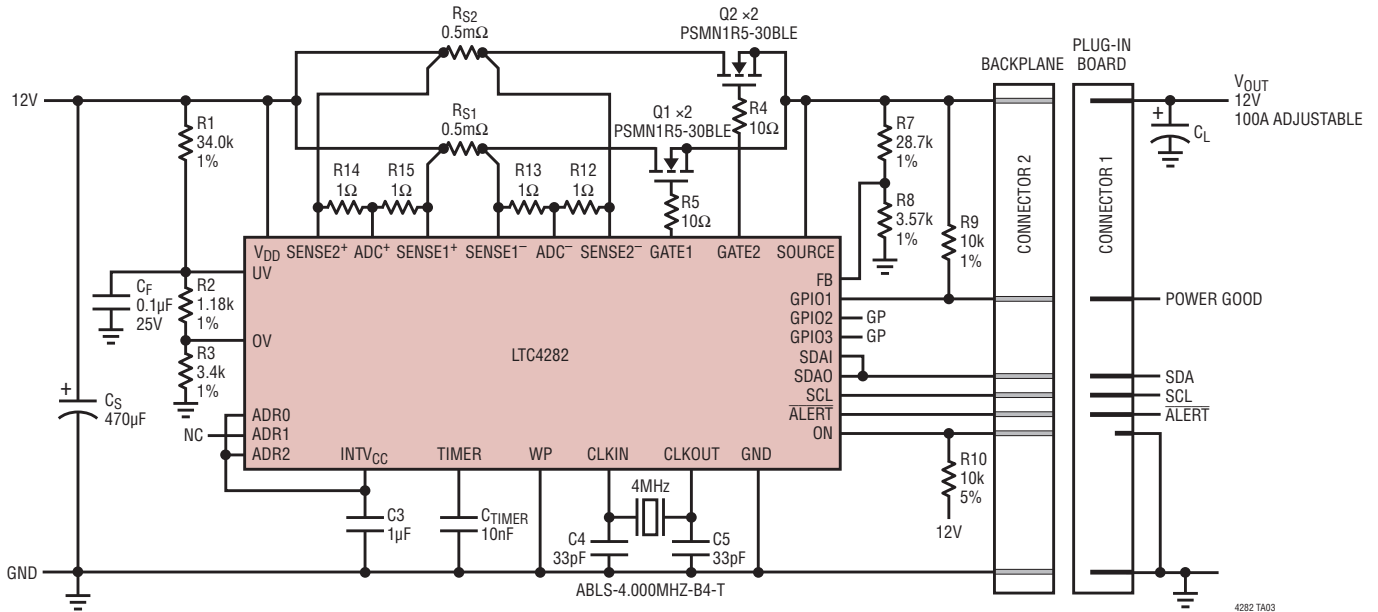 RS2
0.5mΩ
Q2 ×2
PSMN1R5-30BLE
BACKPLANE
PLUG-IN
BOARD
12V
R1
34.0k
1%
RS1
0.5mΩ
Q1 ×2
PSMN1R5-30BLE
R4
10Ω
R7
28.7k
1%
VOUT
12V
100A ADJUSTABLE
CL
R14
1Ω
R15
1Ω
R13
1Ω
R12
1Ω
R5
10Ω
R8
3.57k
1%
R9
10k
1%
CONNECTOR 2
CONNECTOR 1
VDD
SENSE2+
ADC+
SENSE1+
SENSE1−
ADC−
SENSE2−
GATE1
GATE2
SOURCE
UV
FB
CF
0.1µF
25V
R2
1.18k
1%
GPIO1
POWER GOOD
GPIO2
GP
GPIO3
GP
OV
LTC4282
SDAI
R3
3.4k
1%
SDAO
SDA
SCL
SCL
ALERT
ALERT
ON
CS
470µF
ADR0
NC
ADR1
ADR2
INTVCC
TIMER
WP
CLKIN
CLKOUT
GND
R10
10k
5%
12V
4MHz
C3
1µF
CTIMER
10nF
C4
33pF
C5
33pF
GND
ABLS-4.000MHZ-B4-T
4282 TA03
+
+